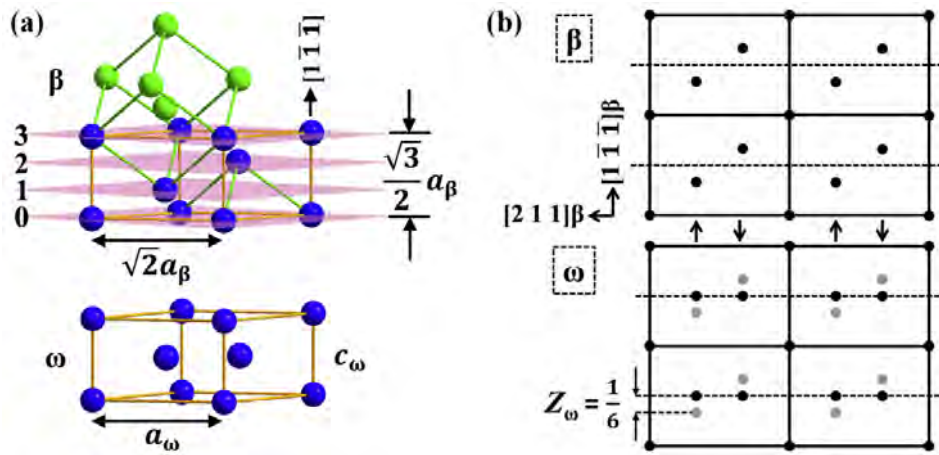 (a)
β
[1 1̄ 1̄]
3
2
1
0
√3
2
aβ
√2aβ
ω
cω
aω
(b)
β
[1 1̄ 1̄]β
[2 1 1]β
ω
Zω = 1/6